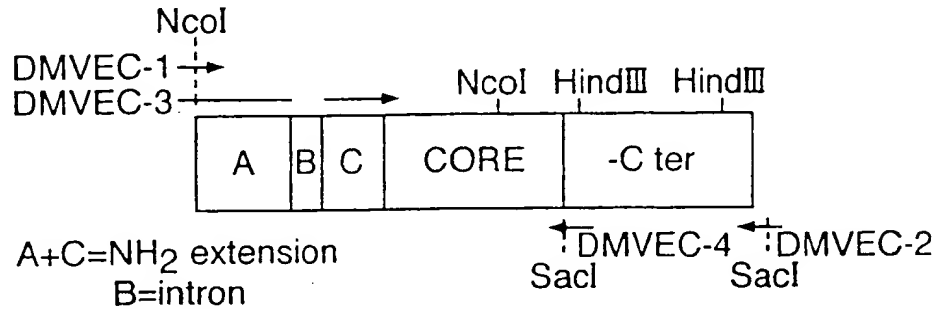 NcoI
DMVEC-1
DMVEC-3
NcoI HindⅢ HindⅢ
A B C CORE -C ter
A+C=NH₂ extension
B=intron
DMVEC-4 DMVEC-2
SacI SacI